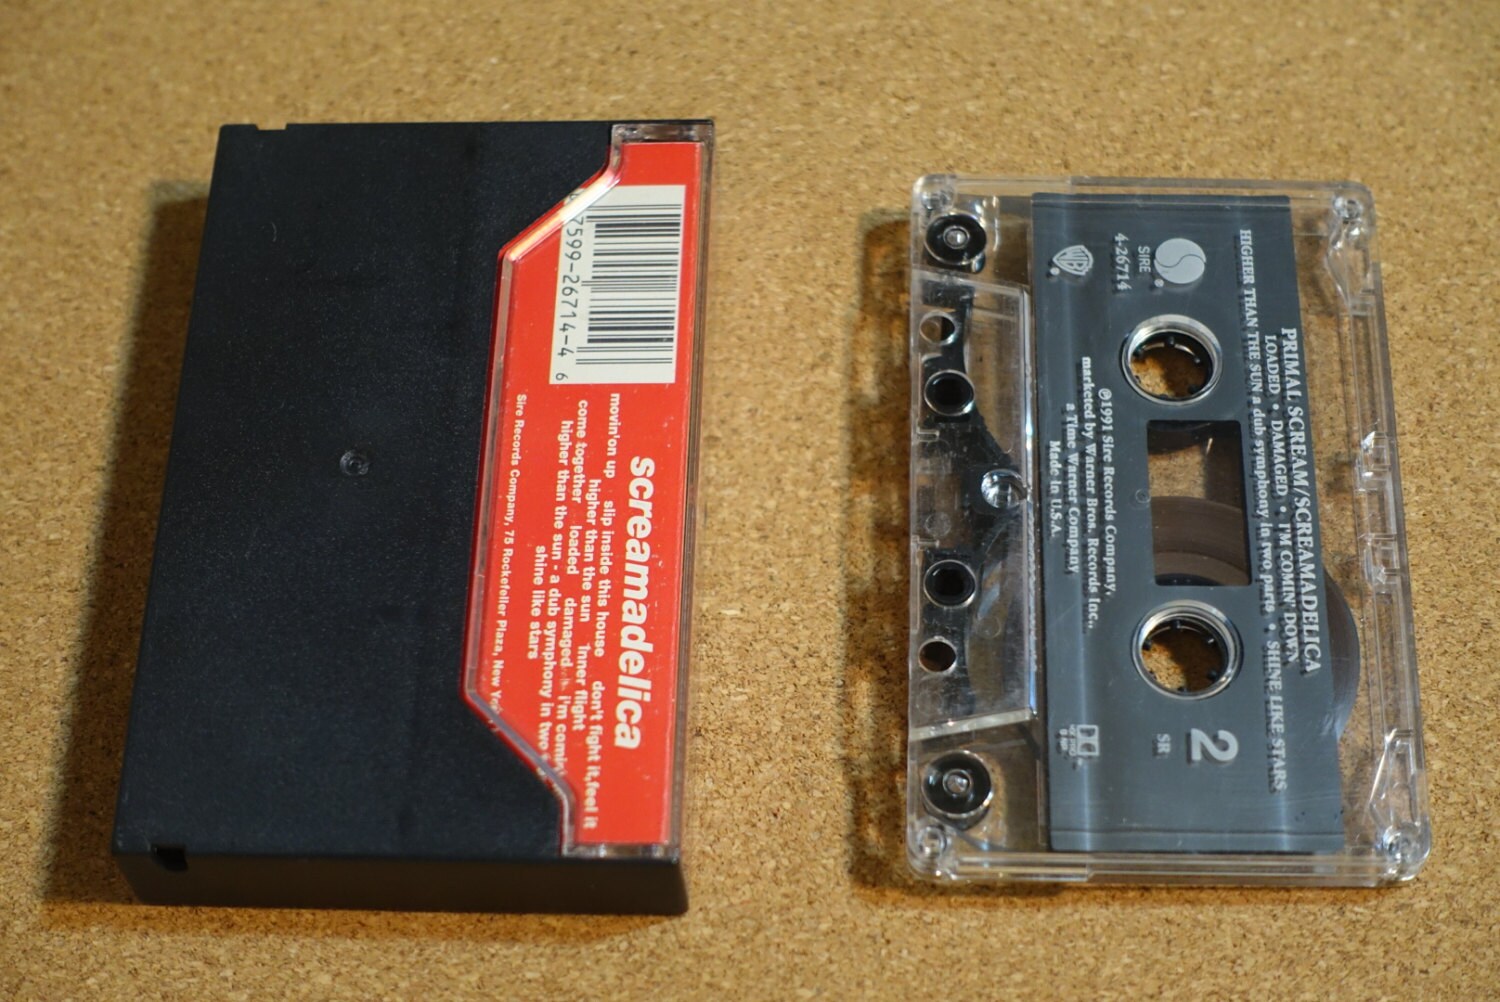 7599-26714-4 6
screamadelica
movin'on up slip inside this house don't fight it,feel it
higher than the sun inner flight
come together loaded damaged i'm comin'
higher than the sun - a dub symphony in two
shine like stars
Sire Records Company, 75 Rockefeller Plaza, New
PRIMAL SCREAM/SCREAMADELICA
LOADED • DAMAGED • I'M COMIN' DOWN
HIGHER THAN THE SUN a dub symphony in two parts • SHINE LIKE STARS
SIRE ®
4-26714
WB ®
2
SR
℗1991 Sire Records Company,
marketed by Warner Bros. Records Inc.,
a Time Warner Company
Made in U.S.A.